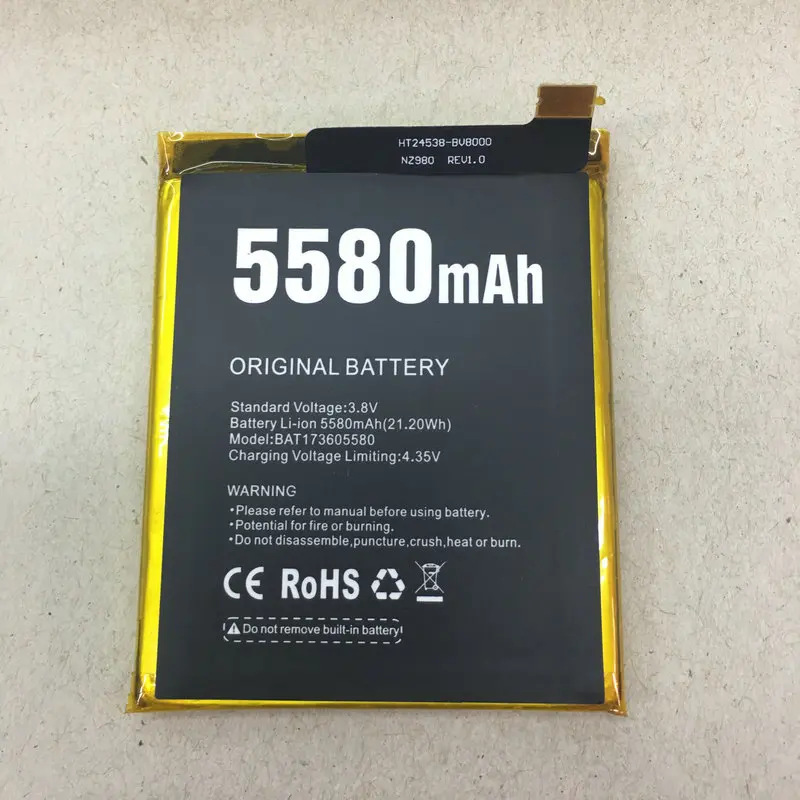 HT24538-BV8000
NZ980 REV1.0
5580mAh
ORIGINAL BATTERY
Standard Voltage:3.8V
Battery Li-ion 5580mAh(21.20Wh)
Model:BAT173605580
Charging Voltage Limiting:4.35V
WARNING
•Please refer to manual before using battery.
•Potential for fire or burning.
•Do not disassemble,puncture,crush,heat or burn.
CE RoHS
Do not remove built-in battery